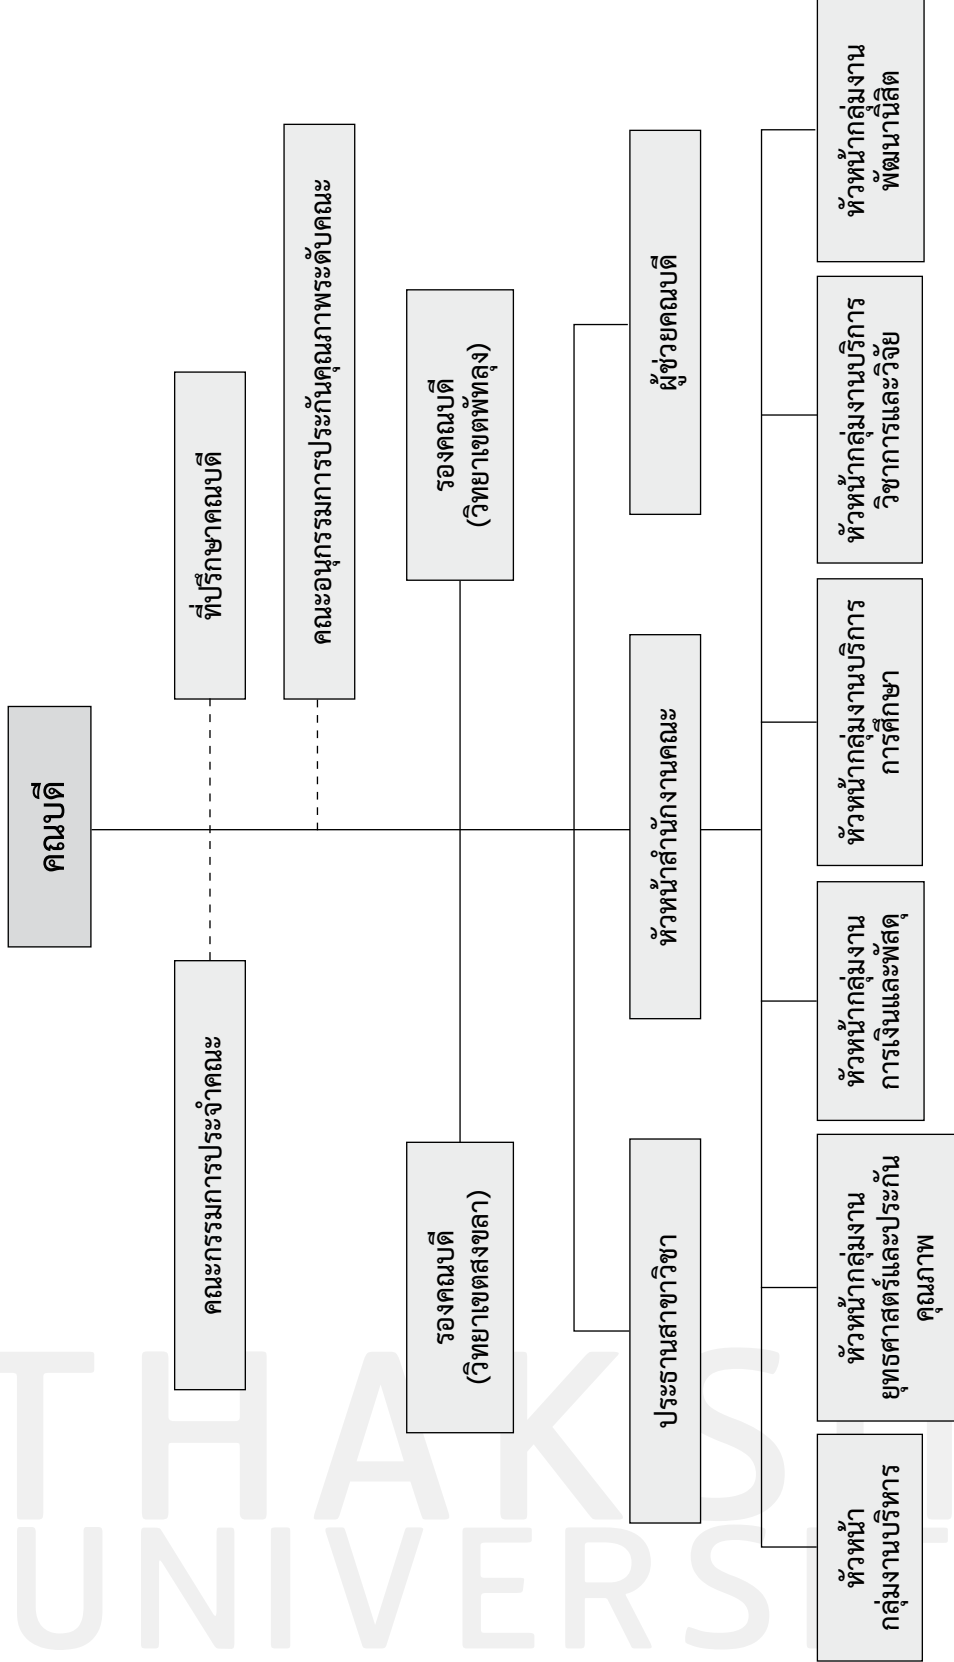 คณบดี
คณะกรรมการประจำคณะ
ที่ปรึกษาคณบดี
คณะอนุกรรมการประกันคุณภาพระดับคณะ
รองคณบดี
(วิทยาเขตสงขลา)
รองคณบดี
(วิทยาเขตพัทลุง)
ประธานสาขาวิชา
หัวหน้าสำนักงานคณะ
ผู้ช่วยคณบดี
หัวหน้า
กลุ่มงานบริหาร
หัวหน้ากลุ่มงาน
ยุทธศาสตร์และประกัน
คุณภาพ
หัวหน้ากลุ่มงาน
การเงินและพัสดุ
หัวหน้ากลุ่มงานบริการ
การศึกษา
หัวหน้ากลุ่มงานบริการ
วิชาการและวิจัย
หัวหน้ากลุ่มงาน
พัฒนานิสิต
THAKSI
UNIVERSIT